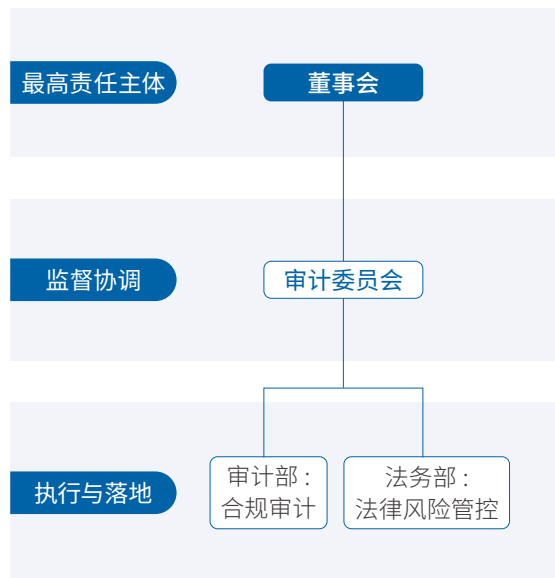 最高责任主体
董事会
监督协调
审计委员会
执行与落地
审计部：
合规审计
法务部：
法律风险管控